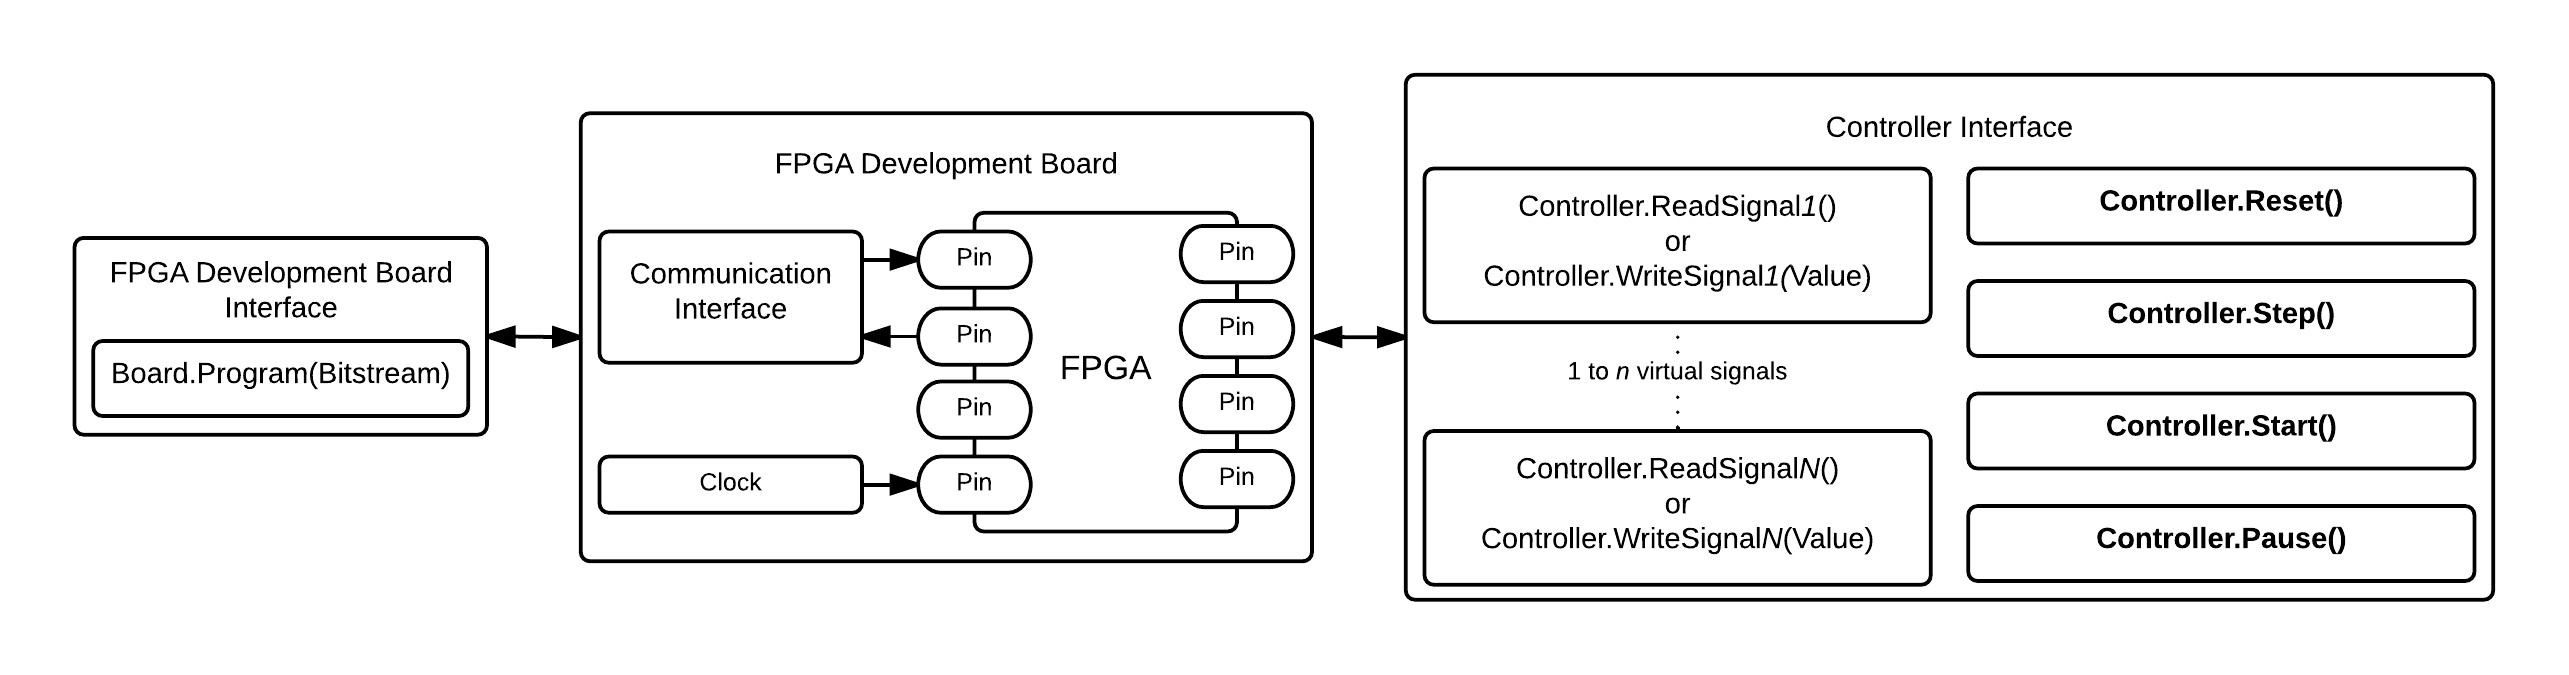 FPGA Development Board
Interface
Board.Program(Bitstream)
FPGA Development Board
Communication
Interface
Clock
Pin
Pin
Pin
Pin
FPGA
Pin
Pin
Pin
Pin
Controller Interface
Controller.ReadSignal1()
or
Controller.WriteSignal1(Value)
1 to n virtual signals
Controller.ReadSignalN()
or
Controller.WriteSignalN(Value)
Controller.Reset()
Controller.Step()
Controller.Start()
Controller.Pause()